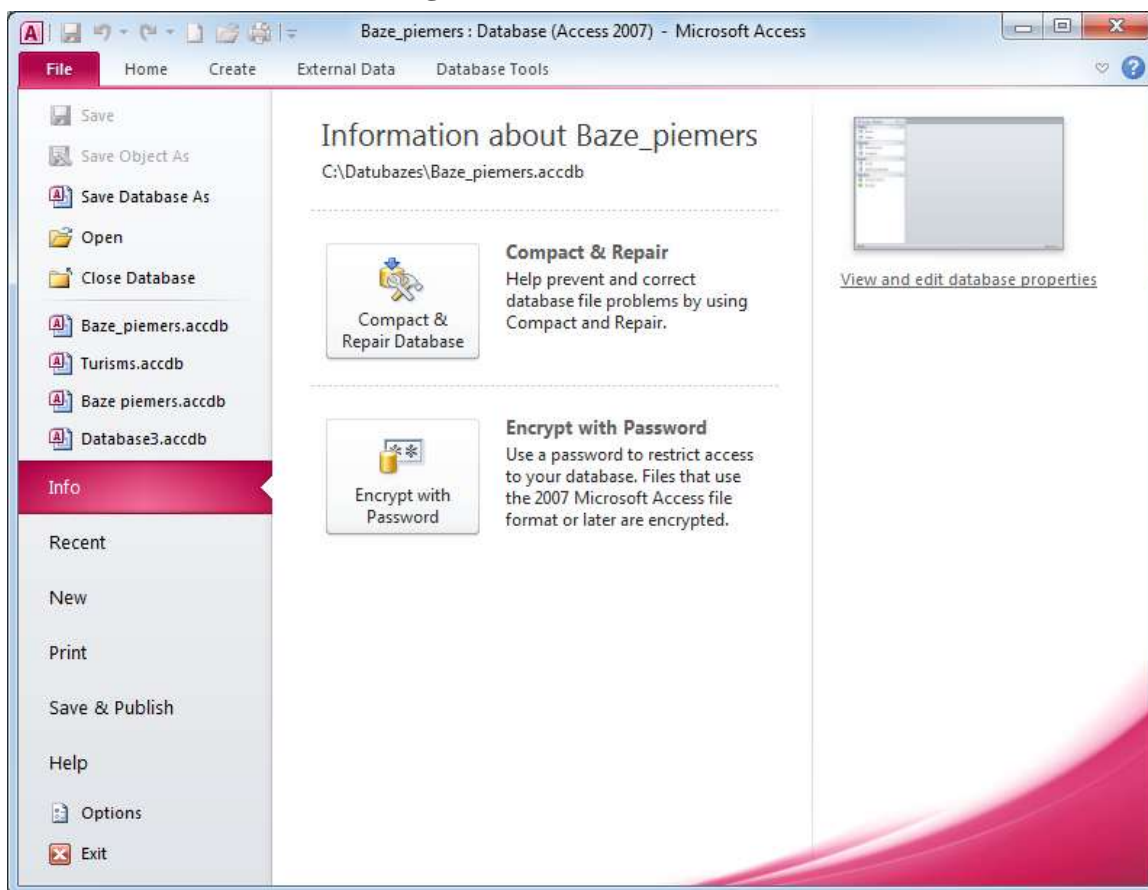 Baze_piemers : Database (Access 2007) - Microsoft Access
File Home Create External Data Database Tools
Save
Save Object As
Save Database As
Open
Close Database
Baze_piemers.accdb
Turisms.accdb
Baze piemers.accdb
Database3.accdb
Info
Recent
New
Print
Save & Publish
Help
Options
Exit
Information about Baze_piemers
C:\Datubazes\Baze_piemers.accdb
Compact &
Repair Database
Compact & Repair
Help prevent and correct
database file problems by using
Compact and Repair.
Encrypt with
Password
Encrypt with Password
Use a password to restrict access
to your database. Files that use
the 2007 Microsoft Access file
format or later are encrypted.
View and edit database properties